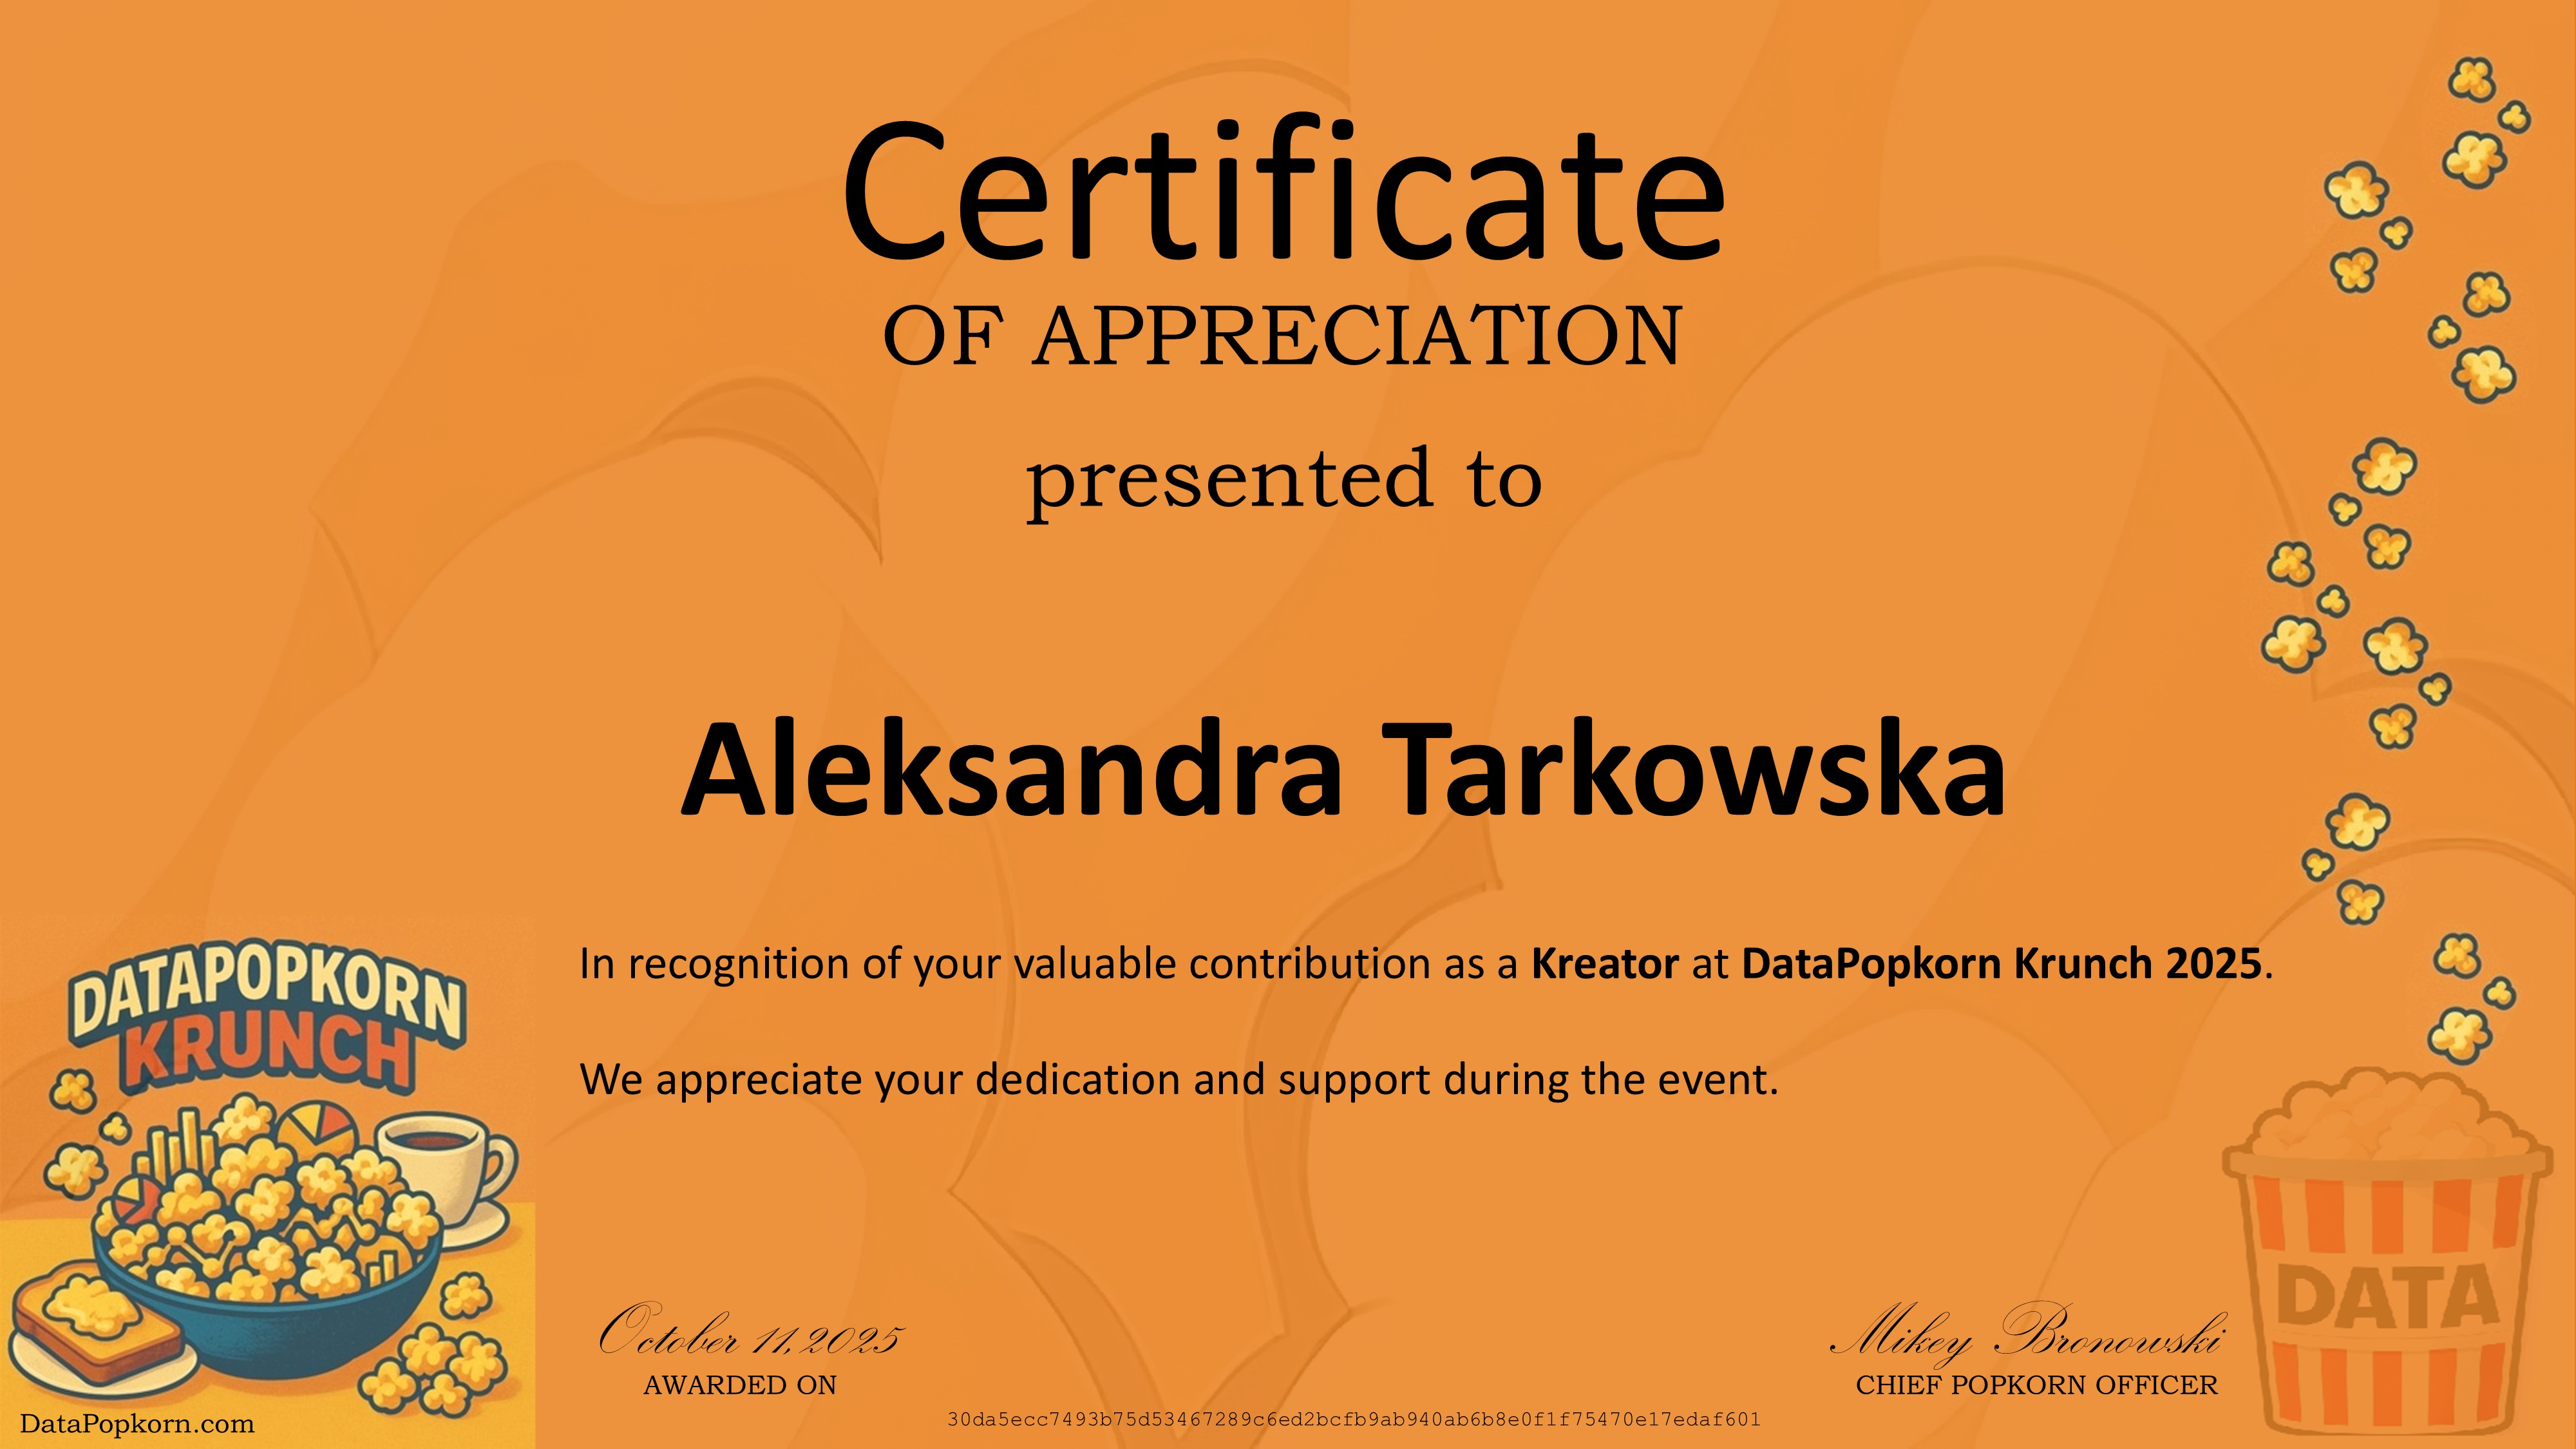 Certificate
OF APPRECIATION
presented to
Aleksandra Tarkowska
In recognition of your valuable contribution as a Kreator at DataPopkorn Krunch 2025.
We appreciate your dedication and support during the event.
DATAPOPKORN
KRUNCH
DATA
October 11, 2025
AWARDED ON
Mikey Bronowski
CHIEF POPKORN OFFICER
DataPopkorn.com
30da5ecc7493b75d53467289c6ed2bcfb9ab940ab6b8e0f1f75470e17edaf601